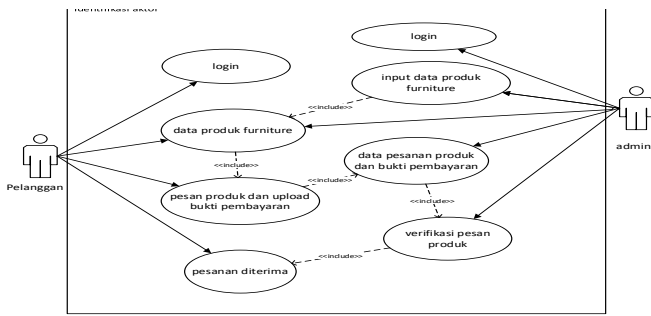 identifikasi aktor
login
login
input data produk
furniture
<<include>>
data produk furniture
<<include>>
data pesanan produk
dan bukti pembayaran
<<include>>
pesan produk dan upload
bukti pembayaran
<<include>>
verifikasi pesan
produk
<<include>>
pesanan diterima
Pelanggan
admin